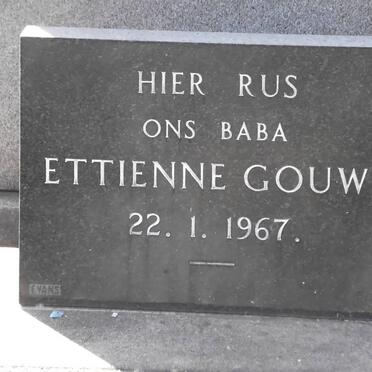 HIER RUS
ONS BABA
ETTIENNE GOUW
22. 1. 1967.
EVANS